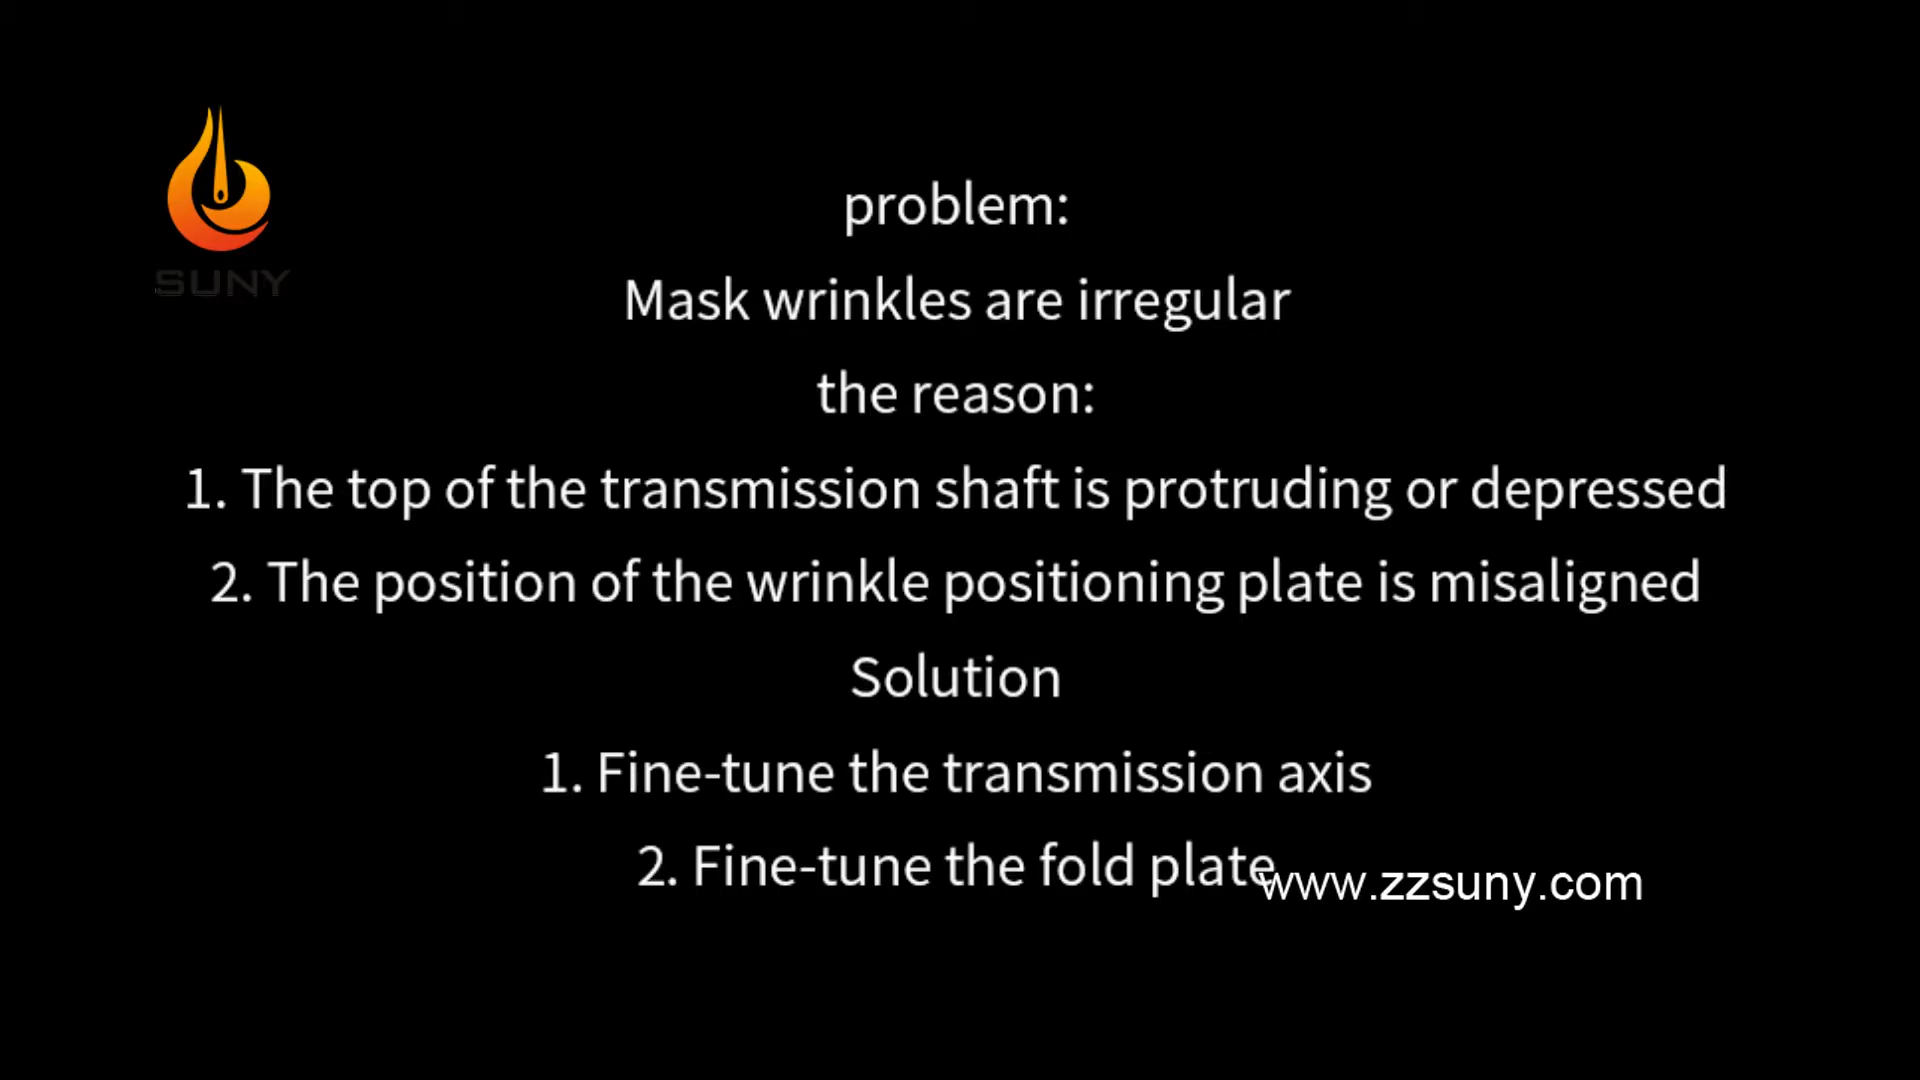 SUNY
problem:
Mask wrinkles are irregular
the reason:
1. The top of the transmission shaft is protruding or depressed
2. The position of the wrinkle positioning plate is misaligned
Solution
1. Fine-tune the transmission axis
2. Fine-tune the fold plate
www.zzsuny.com